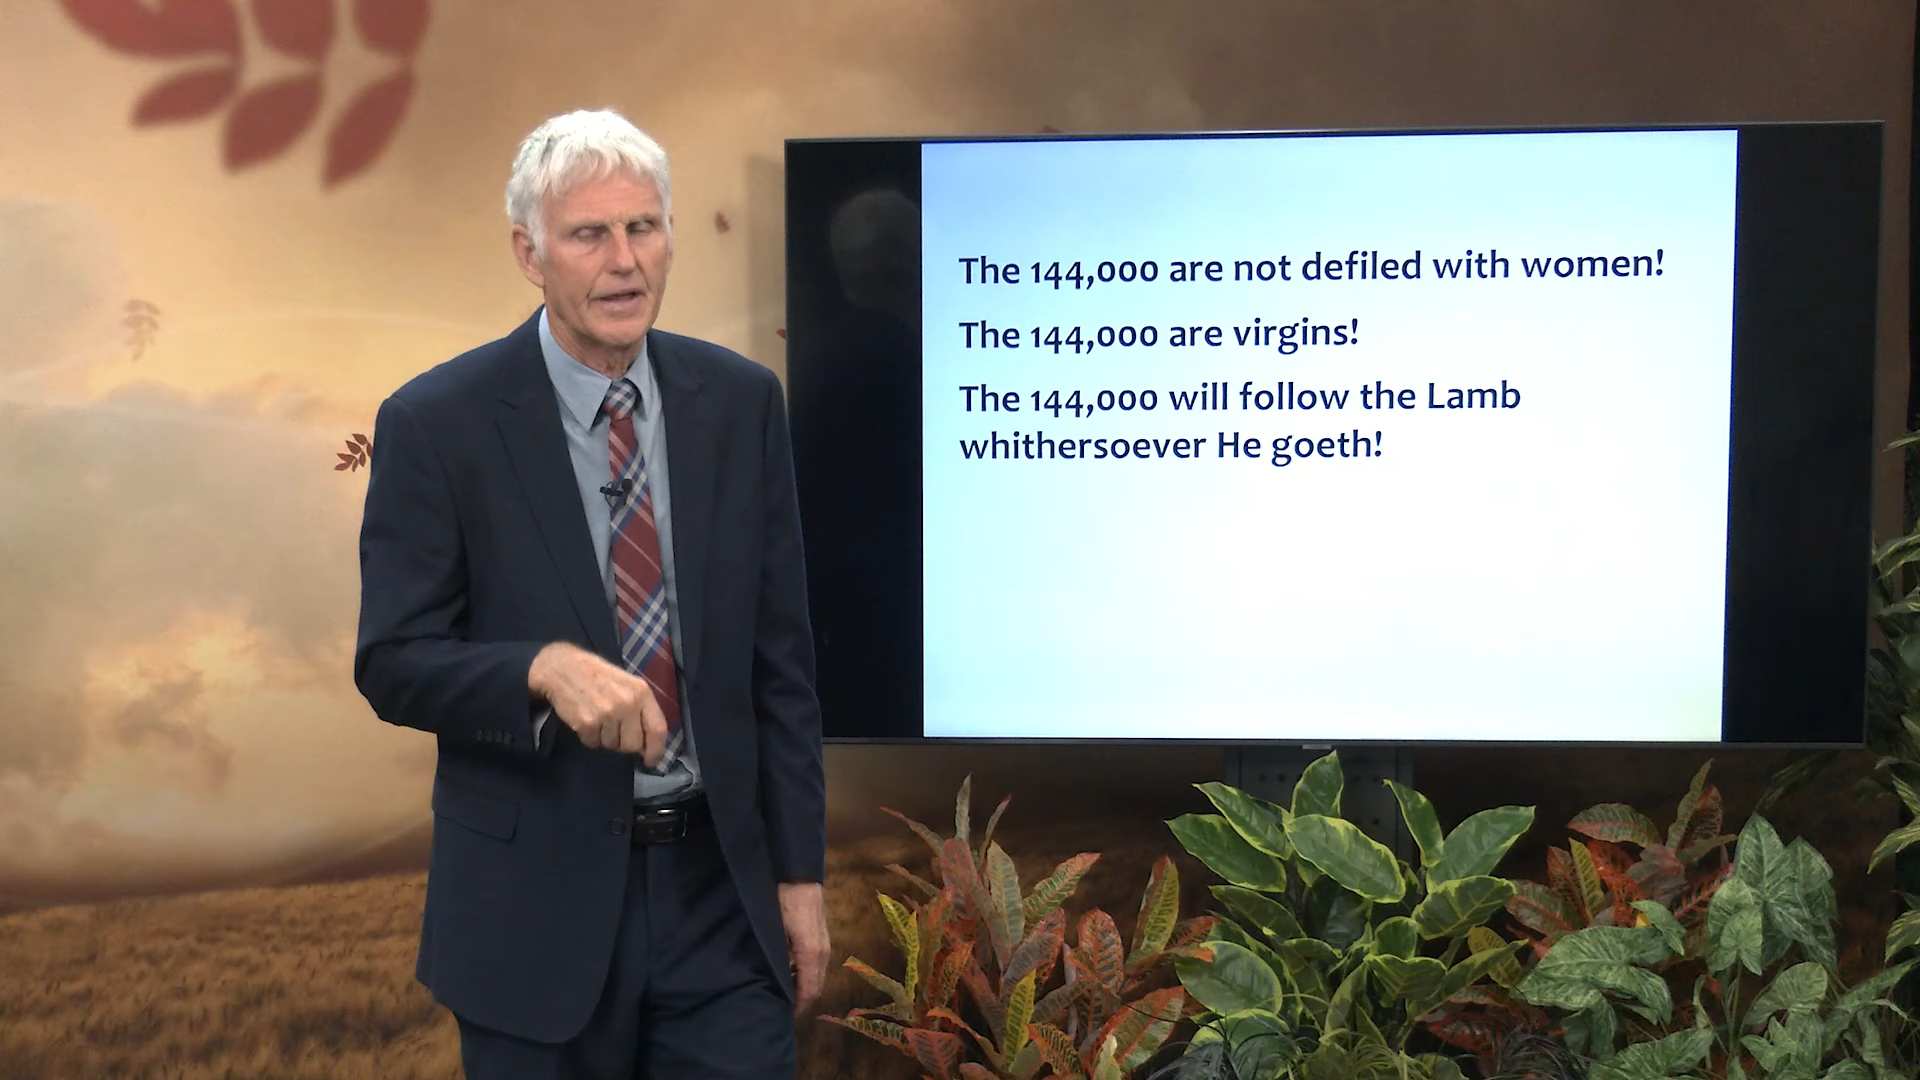 The 144,000 are not defiled with women!
The 144,000 are virgins!
The 144,000 will follow the Lamb
whithersoever He goeth!